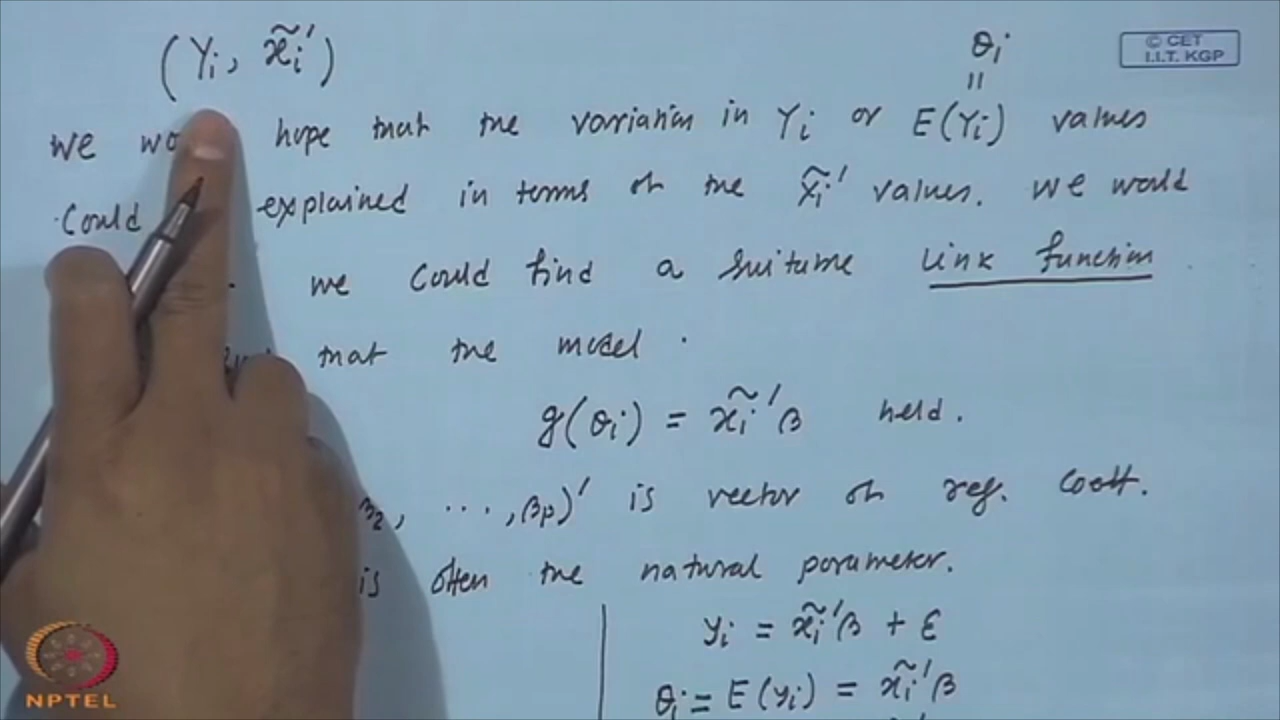 (Yᵢ, x̃ᵢ′)
θᵢ
=
© CET
I.I.T. KGP
We hope that the variation in Yᵢ or E(Yᵢ) values
could explained in terms of the x̃ᵢ′ values. We would
we could find a suitable link function
that the model
g(θᵢ) = x̃ᵢ′β held.
β₂, ..., βp)′ is vector of reg. coeff.
is often the natural parameter.
yᵢ = x̃ᵢ′β + ε
θᵢ = E(yᵢ) = x̃ᵢ′β
NPTEL